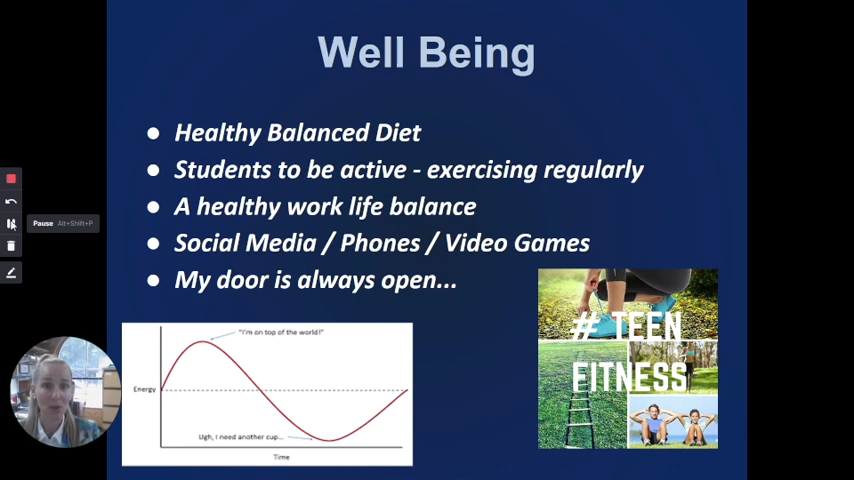 Well Being
Healthy Balanced Diet
Students to be active - exercising regularly
A healthy work life balance
Social Media / Phones / Video Games
My door is always open...
Pause Alt+Shift+P
"I'm on top of the world!"
Energy
Ugh, I need another cup...
Time
# TEEN
FITNESS